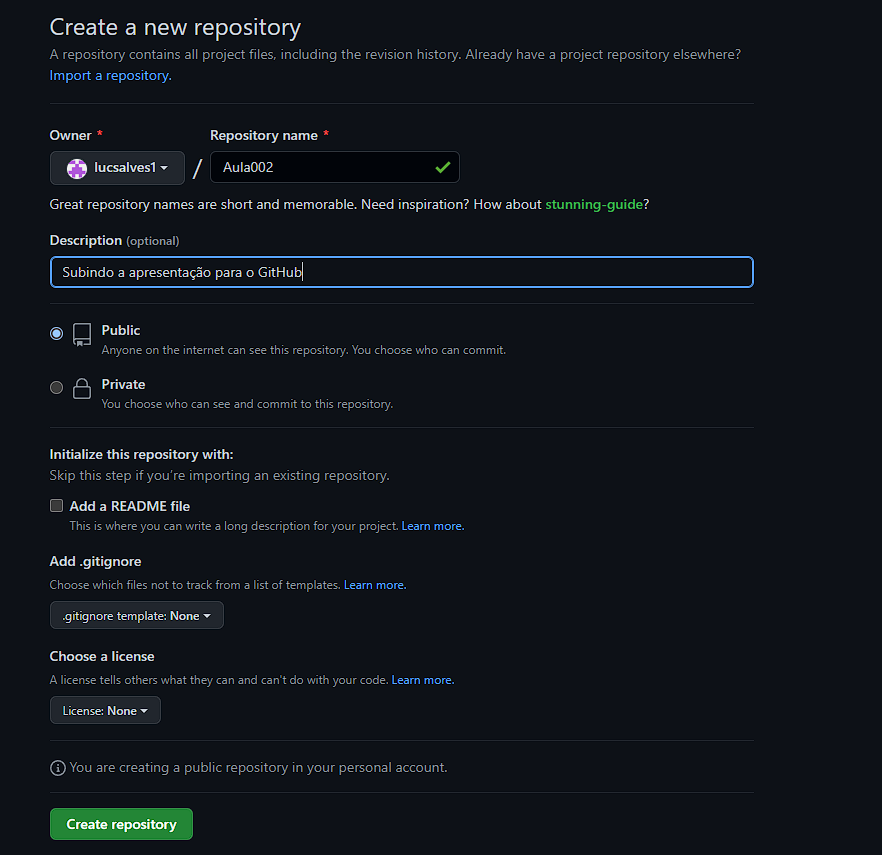 Create a new repository
A repository contains all project files, including the revision history. Already have a project repository elsewhere?
Import a repository.
Owner * Repository name *
lucsalves1 / Aula002
Great repository names are short and memorable. Need inspiration? How about stunning-guide?
Description (optional)
Subindo a apresentação para o GitHub
Public
Anyone on the internet can see this repository. You choose who can commit.
Private
You choose who can see and commit to this repository.
Initialize this repository with:
Skip this step if you're importing an existing repository.
Add a README file
This is where you can write a long description for your project. Learn more.
Add .gitignore
Choose which files not to track from a list of templates. Learn more.
.gitignore template: None
Choose a license
A license tells others what they can and can't do with your code. Learn more.
License: None
You are creating a public repository in your personal account.
Create repository